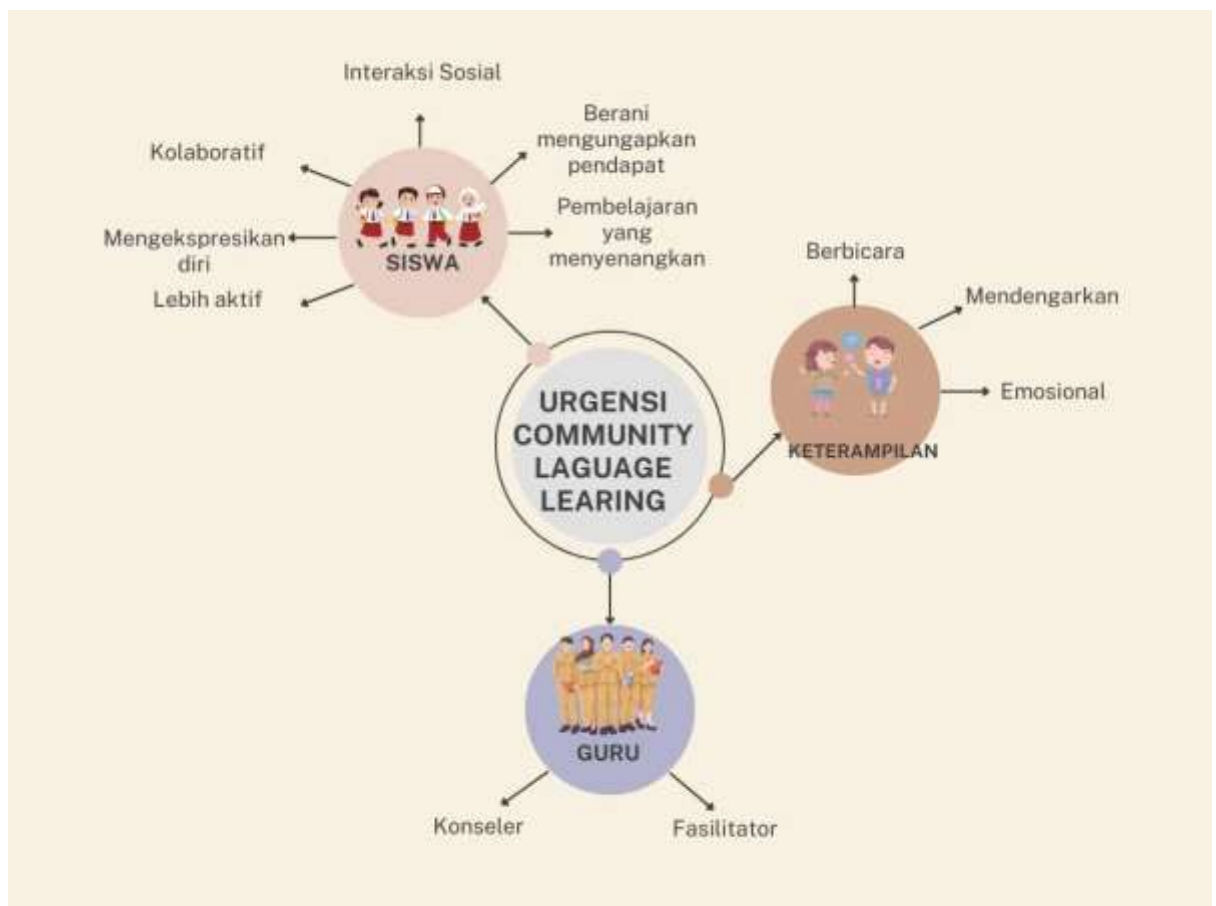 Interaksi Sosial
Berani
mengungapkan
pendapat
Kolaboratif
Pembelajaran
yang
menyenangkan
Mengekspresikan
diri
Lebih aktif
SISWA
Berbicara
Mendengarkan
Emosional
KETERAMPILAN
URGENSI
COMMUNITY
LAGUAGE
LEARING
GURU
Konseler
Fasilitator